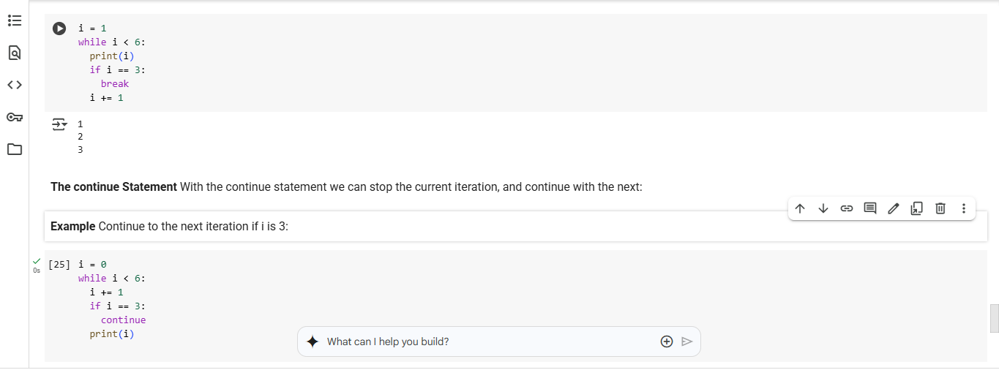 i = 1
while i < 6:
  print(i)
  if i == 3:
    break
  i += 1
1
2
3
The continue Statement With the continue statement we can stop the current iteration, and continue with the next:
Example Continue to the next iteration if i is 3:
0s
[25] i = 0
while i < 6:
  i += 1
  if i == 3:
    continue
  print(i)
What can I help you build?